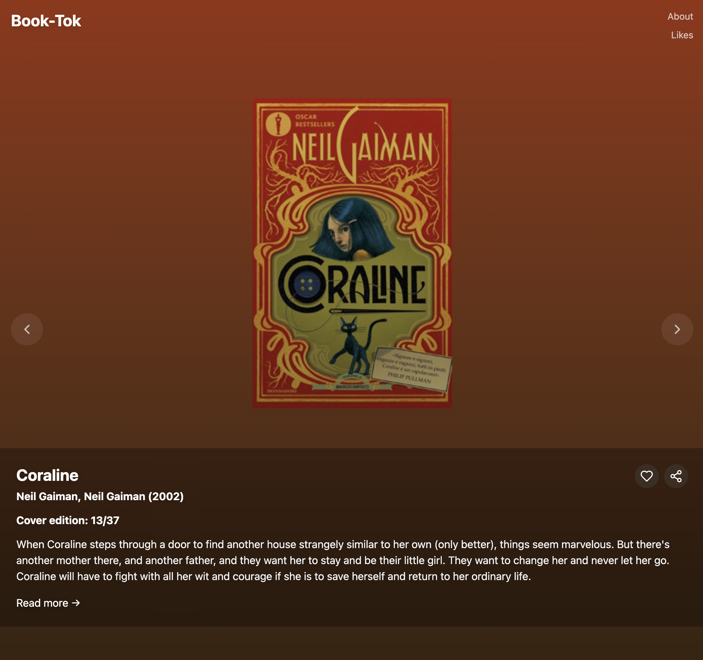 Book-Tok
About
Likes
OSCAR
BESTSELLERS
NEIL GAIMAN
CORALINE
PHILIP PULLMAN
Coraline
Neil Gaiman, Neil Gaiman (2002)
Cover edition: 13/37
When Coraline steps through a door to find another house strangely similar to her own (only better), things seem marvelous. But there's
another mother there, and another father, and they want her to stay and be their little girl. They want to change her and never let her go.
Coraline will have to fight with all her wit and courage if she is to save herself and return to her ordinary life.
Read more →